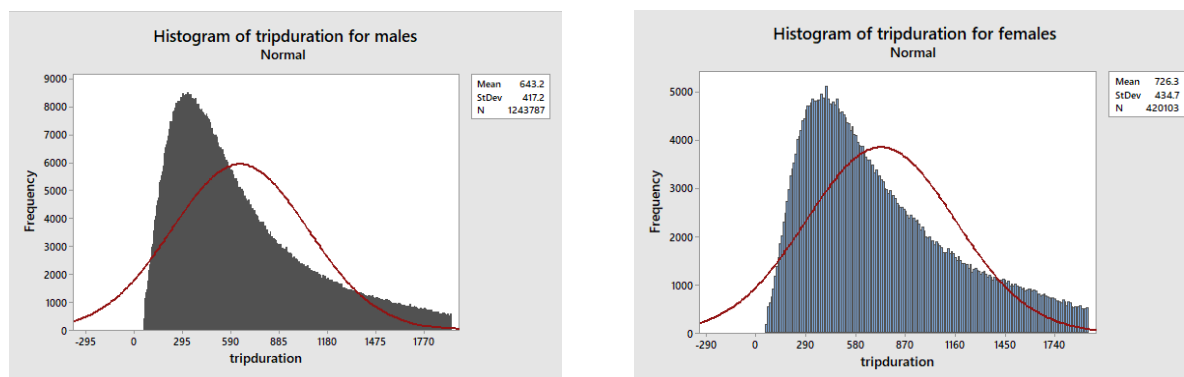 Histogram of tripduration for males
Normal
Mean 643.2
StDev 417.2
N 1243787
Frequency
9000
8000
7000
6000
5000
4000
3000
2000
1000
0
-295 0 295 590 885 1180 1475 1770
tripduration
Histogram of tripduration for females
Normal
Mean 726.3
StDev 434.7
N 420103
Frequency
5000
4000
3000
2000
1000
0
-290 0 290 580 870 1160 1450 1740
tripduration